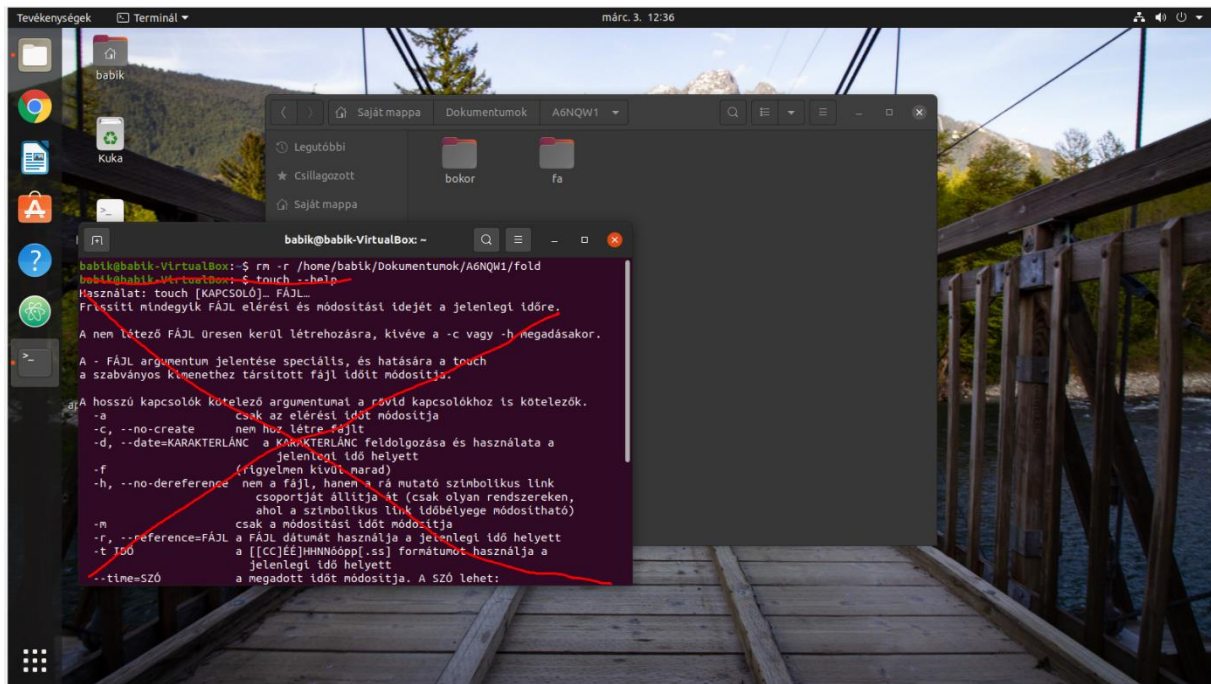 Tevékenységek
Terminál
márc. 3. 12:36
babik
Kuka
Saját mappa
Dokumentumok
A6NQW1
Legutóbbi
Csillagozott
Saját mappa
bokor
fa
babik@babik-VirtualBox: ~
babik@babik-VirtualBox:~$ rm -r /home/babik/Dokumentumok/A6NQW1/fold
babik@babik-VirtualBox:~$ touch --help
Használat: touch [KAPCSOLÓ]… FÁJL…
Frissíti mindegyik FÁJL elérési és módosítási idejét a jelenlegi időre.
A nem létező FÁJL üresen kerül létrehozásra, kivéve a -c vagy -h megadásakor.
A - FÁJL argumentum jelentése speciális, és hatására a touch
a szabványos kimenethez társított fájl időit módosítja.
A hosszú kapcsolók kötelező argumentumai a rövid kapcsolókhoz is kötelezők.
-a csak az elérési időt módosítja
-c, --no-create nem hoz létre fájlt
-d, --date=KARAKTERLÁNC a KARAKTERLÁNC feldolgozása és használata a
jelenlegi idő helyett
-f (figyelmen kívül marad)
-h, --no-dereference nem a fájl, hanem a rá mutató szimbolikus link
csoportját állítja át (csak olyan rendszereken,
ahol a szimbolikus link időbélyege módosítható)
-m csak a módosítási időt módosítja
-r, --reference=FÁJL a FÁJL dátumát használja a jelenlegi idő helyett
-t IDŐ a [[CC]ÉÉ]HHNNóópp[.ss] formátumot használja a
jelenlegi idő helyett
--time=SZÓ a megadott időt módosítja. A SZÓ lehet: